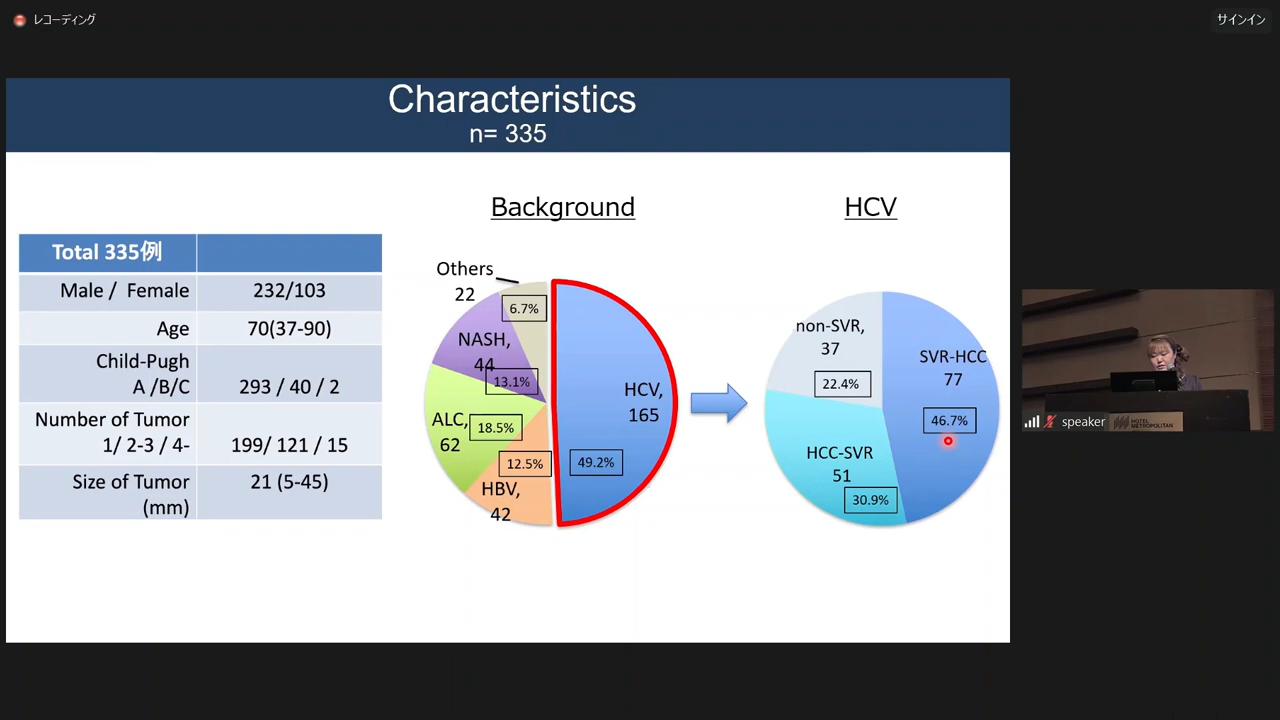 レコーディング
サインイン
Characteristics
n= 335
Background
HCV
Total 335例
Male / Female 232/103
Age 70(37-90)
Child-Pugh
A /B/C 293 / 40 / 2
Number of Tumor
1/ 2-3 / 4- 199/ 121 / 15
Size of Tumor 21 (5-45)
(mm)
Others
22
6.7%
NASH,
44
13.1%
ALC,
62
18.5%
12.5%
HBV,
42
HCV,
165
49.2%
non-SVR,
37
22.4%
SVR-HCC
77
46.7%
HCC-SVR
51
30.9%
speaker
HOTEL
METROPOLITAN